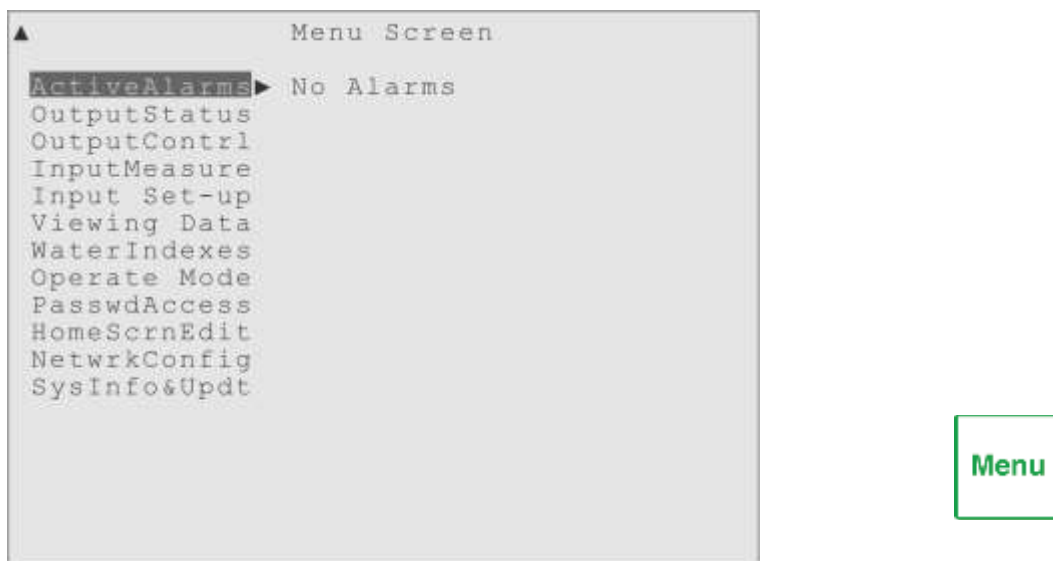 Menu Screen
ActiveAlarms No Alarms
OutputStatus
OutputContrl
InputMeasure
Input Set-up
Viewing Data
WaterIndexes
Operate Mode
PasswdAccess
HomeScrnEdit
NetwrkConfig
SysInfo&Updt
Menu